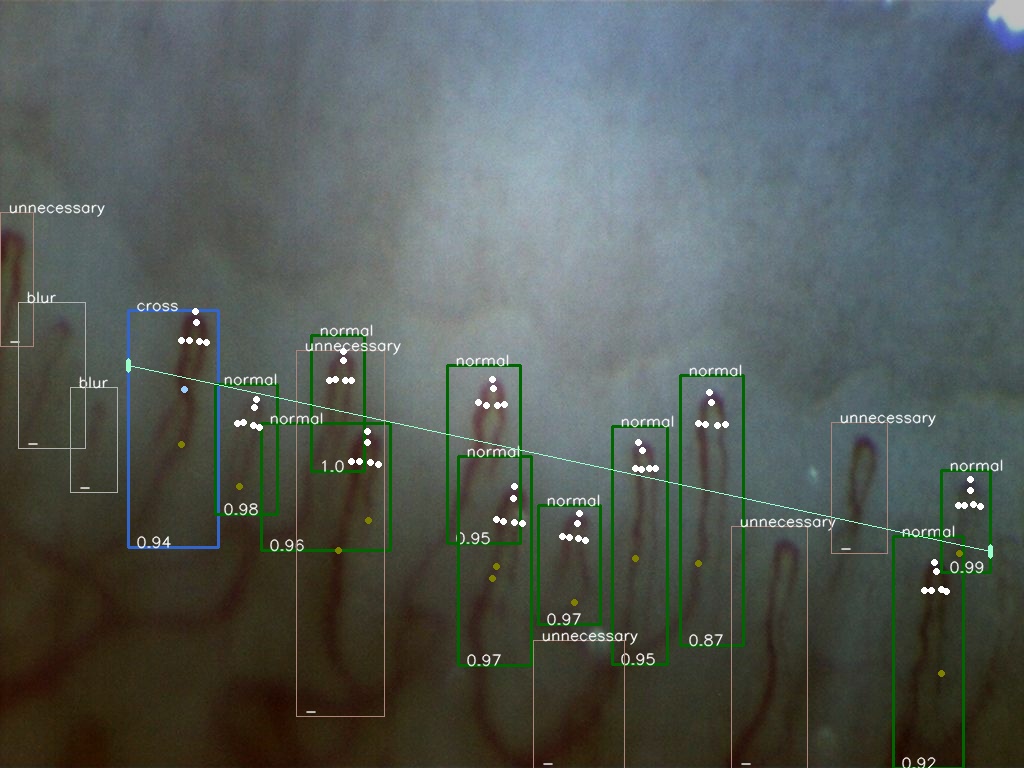 unnecessary
_
blur
_
blur
_
cross
0.94
normal
0.98
normal
0.96
normal
1.0
unnecessary
_
normal
0.95
normal
0.97
normal
0.97
unnecessary
_
normal
0.95
normal
0.87
unnecessary
_
unnecessary
_
normal
0.92
normal
0.99